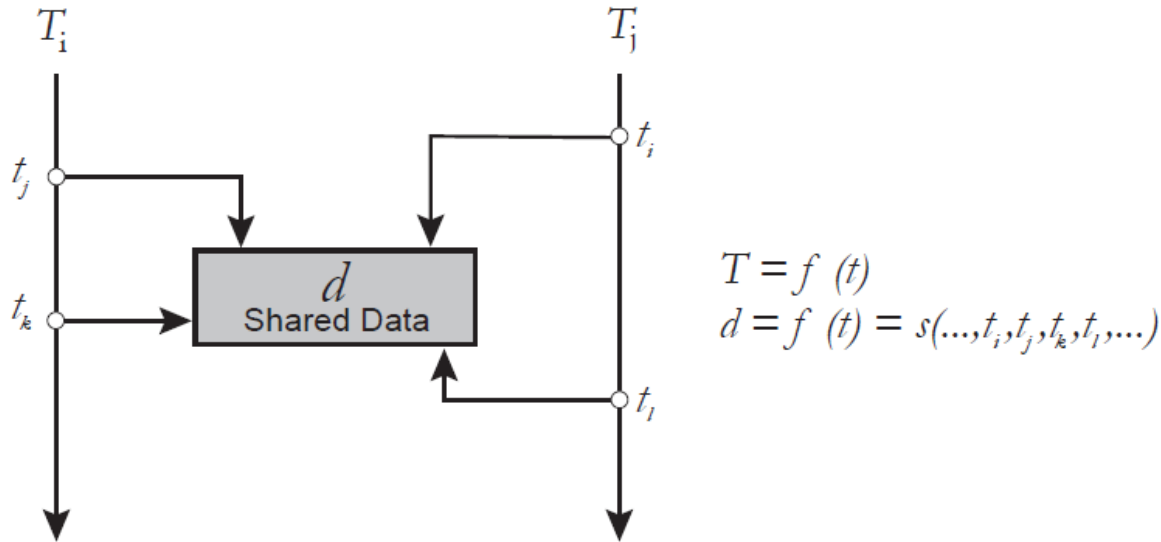 Ti
Tj
ti
tj
d
Shared Data
tk
tl
T = f (t)
d = f (t) = s(...,ti,tj,tk,tl,...)